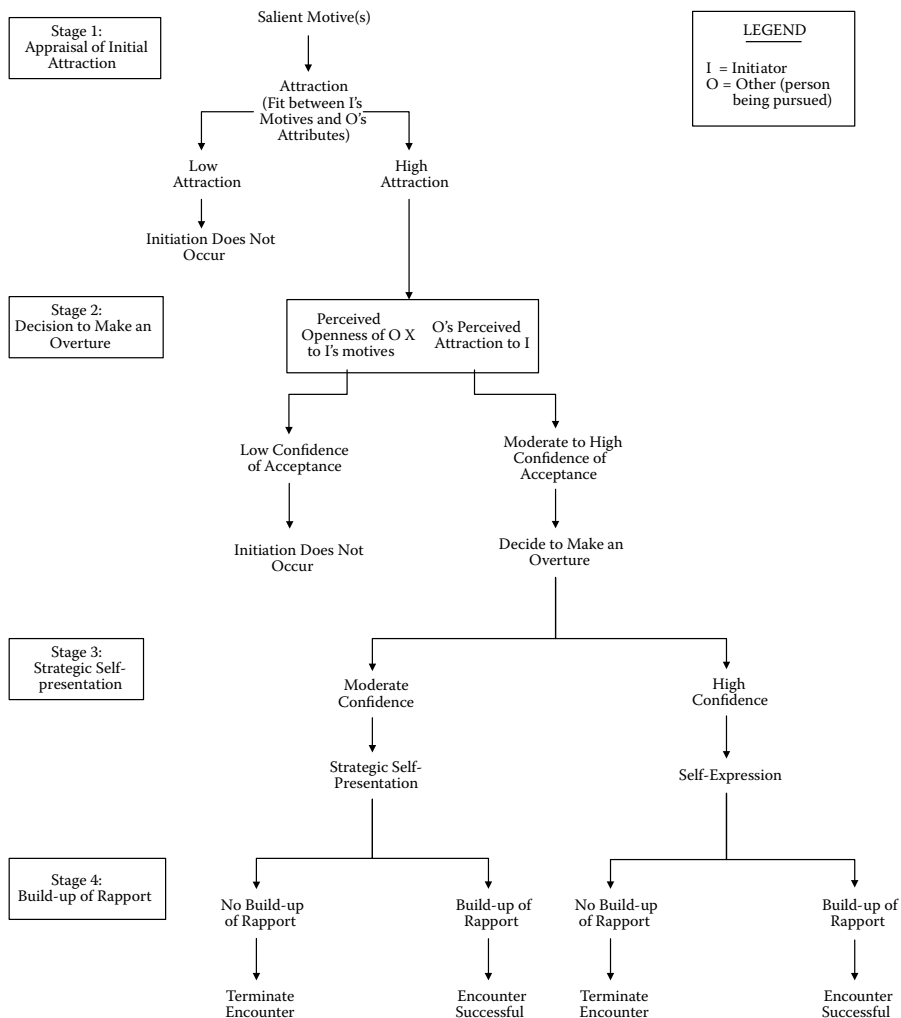 Stage 1:
Appraisal of Initial
Attraction
Salient Motive(s)
LEGEND
I = Initiator
O = Other (person
being pursued)
Attraction
(Fit between I's
Motives and O's
Attributes)
Low
Attraction
High
Attraction
Initiation Does Not
Occur
Stage 2:
Decision to Make an
Overture
Perceived
Openness of O X
to I's motives
O's Perceived
Attraction to I
Low Confidence
of Acceptance
Moderate to High
Confidence of
Acceptance
Initiation Does Not
Occur
Decide to Make an
Overture
Stage 3:
Strategic Self-
presentation
Moderate
Confidence
High
Confidence
Strategic Self-
Presentation
Self-Expression
Stage 4:
Build-up of Rapport
No Build-up
of Rapport
Build-up of
Rapport
No Build-up
of Rapport
Build-up of
Rapport
Terminate
Encounter
Encounter
Successful
Terminate
Encounter
Encounter
Successful